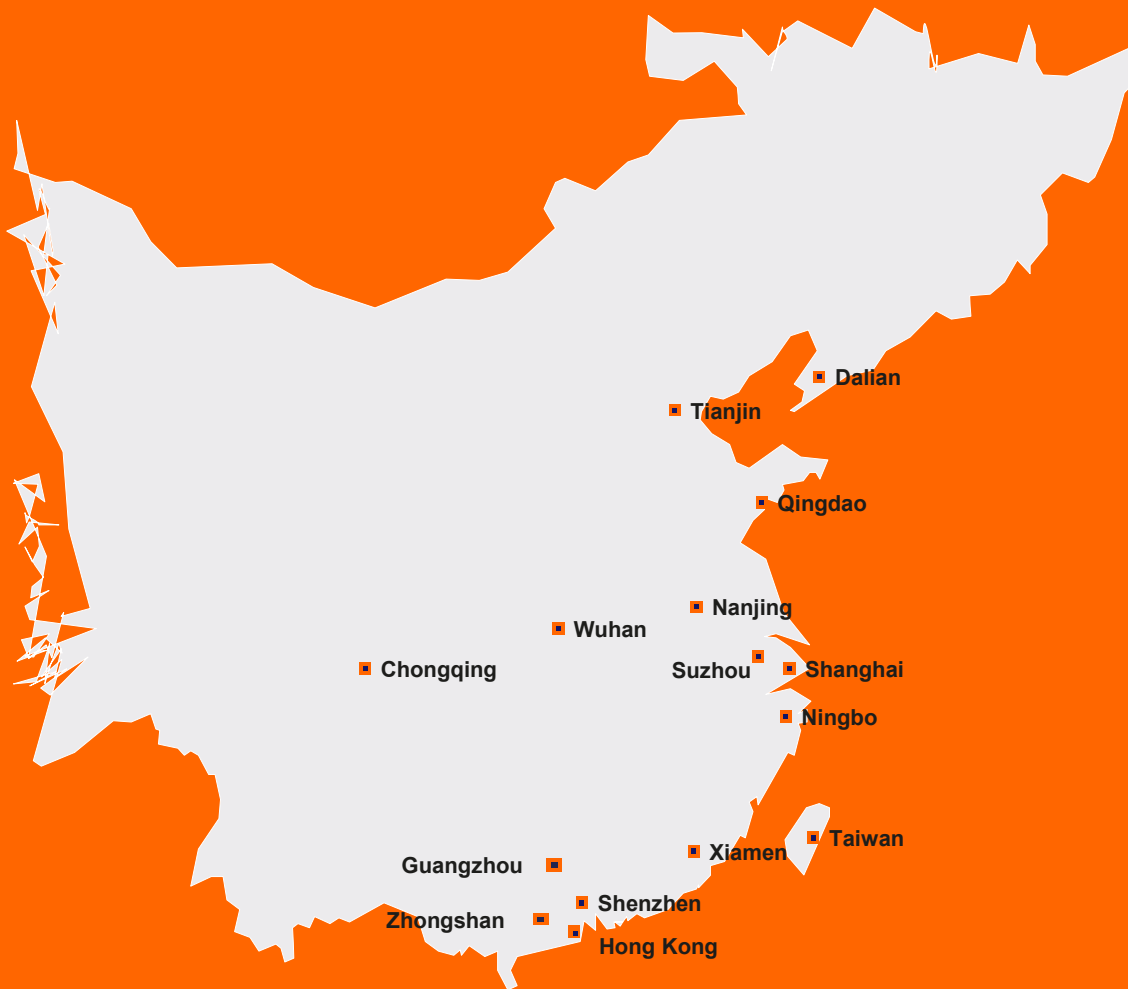 Dalian
Tianjin
Qingdao
Nanjing
Wuhan
Chongqing
Suzhou
Shanghai
Ningbo
Taiwan
Xiamen
Guangzhou
Shenzhen
Zhongshan
Hong Kong